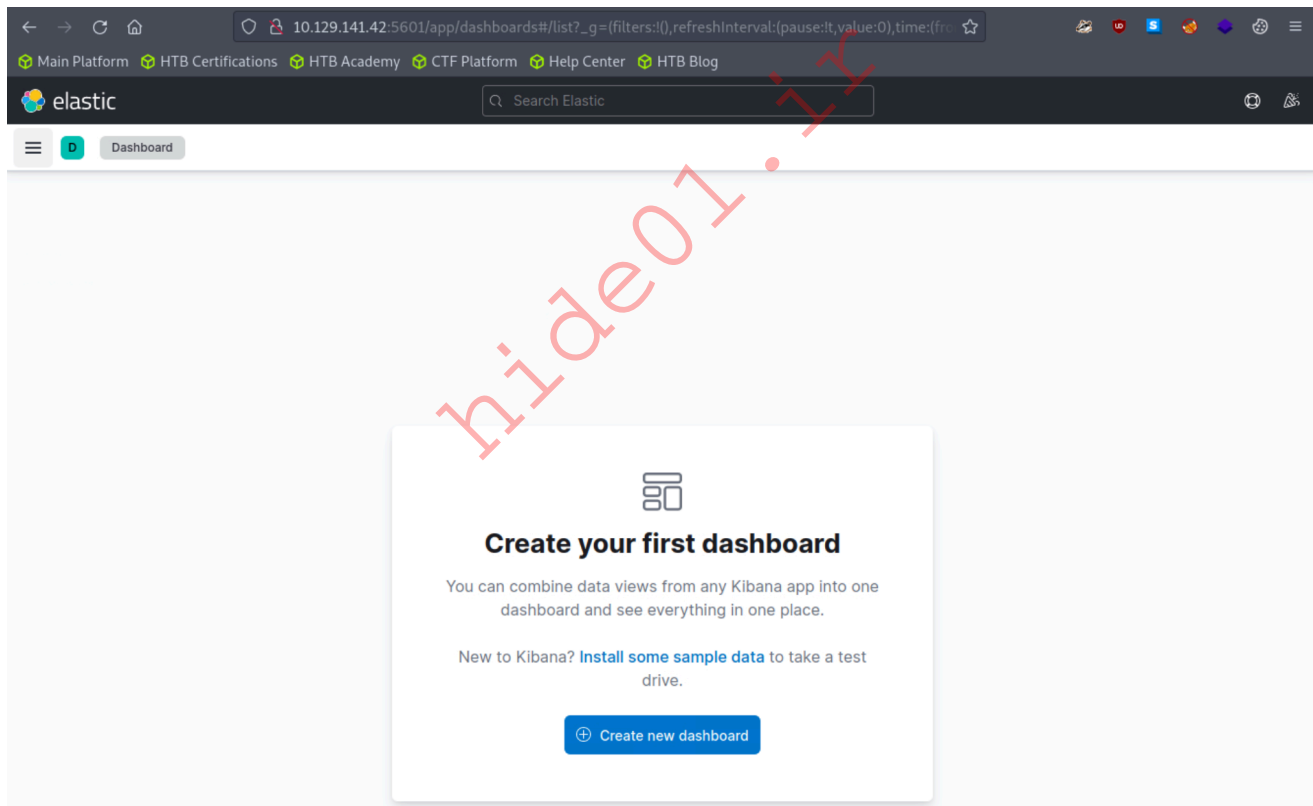 10.129.141.42:5601/app/dashboards#/list?_g=(filters:!(),refreshInterval:(pause:!t,value:0),time:(fro
Main Platform HTB Certifications HTB Academy CTF Platform Help Center HTB Blog
elastic Search Elastic
D Dashboard
hide01.ir
Create your first dashboard
You can combine data views from any Kibana app into one
dashboard and see everything in one place.
New to Kibana? Install some sample data to take a test
drive.
Create new dashboard